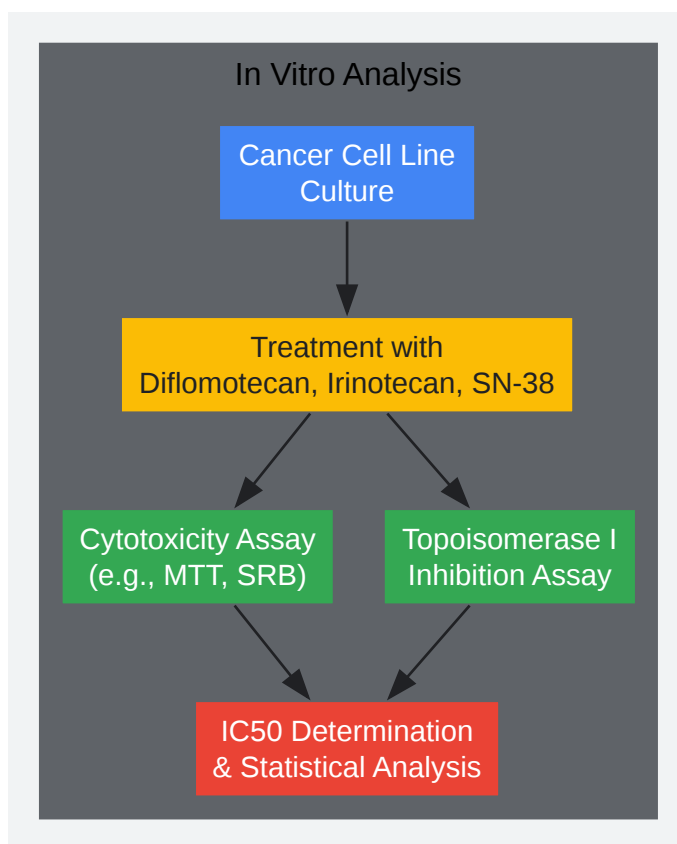 In Vitro Analysis
Cancer Cell Line
Culture
Treatment with
Diflomotecan, Irinotecan, SN-38
Cytotoxicity Assay
(e.g., MTT, SRB)
Topoisomerase I
Inhibition Assay
IC50 Determination
& Statistical Analysis